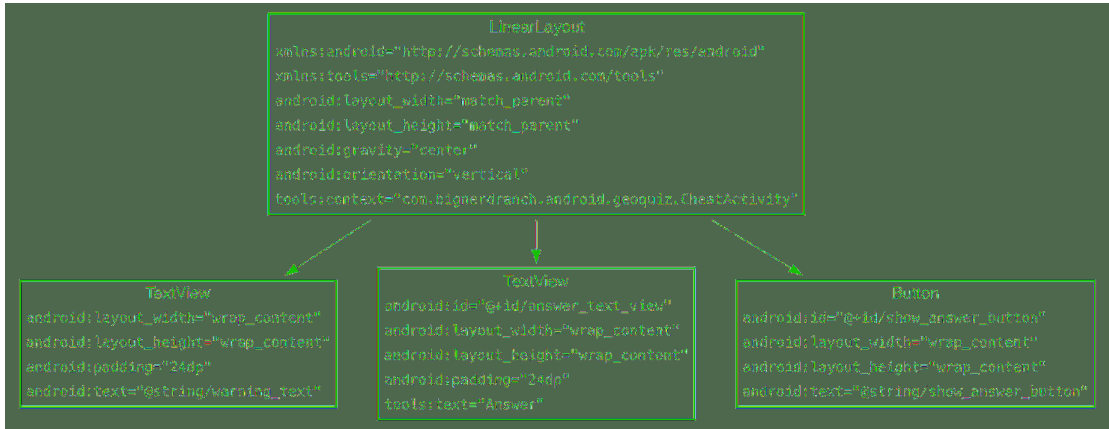 LinearLayout
xmlns:android="http://schemas.android.com/apk/res/android"
xmlns:tools="http://schemas.android.com/tools"
android:layout_width="match_parent"
android:layout_height="match_parent"
android:gravity="center"
android:orientation="vertical"
tools:context="com.bignerdranch.android.geoquiz.CheatActivity"
TextView
android:layout_width="wrap_content"
android:layout_height="wrap_content"
android:padding="24dp"
android:text="@string/warning_text"
TextView
android:id="@+id/answer_text_view"
android:layout_width="wrap_content"
android:layout_height="wrap_content"
android:padding="24dp"
tools:text="Answer"
Button
android:id="@+id/show_answer_button"
android:layout_width="wrap_content"
android:layout_height="wrap_content"
android:text="@string/show_answer_button"